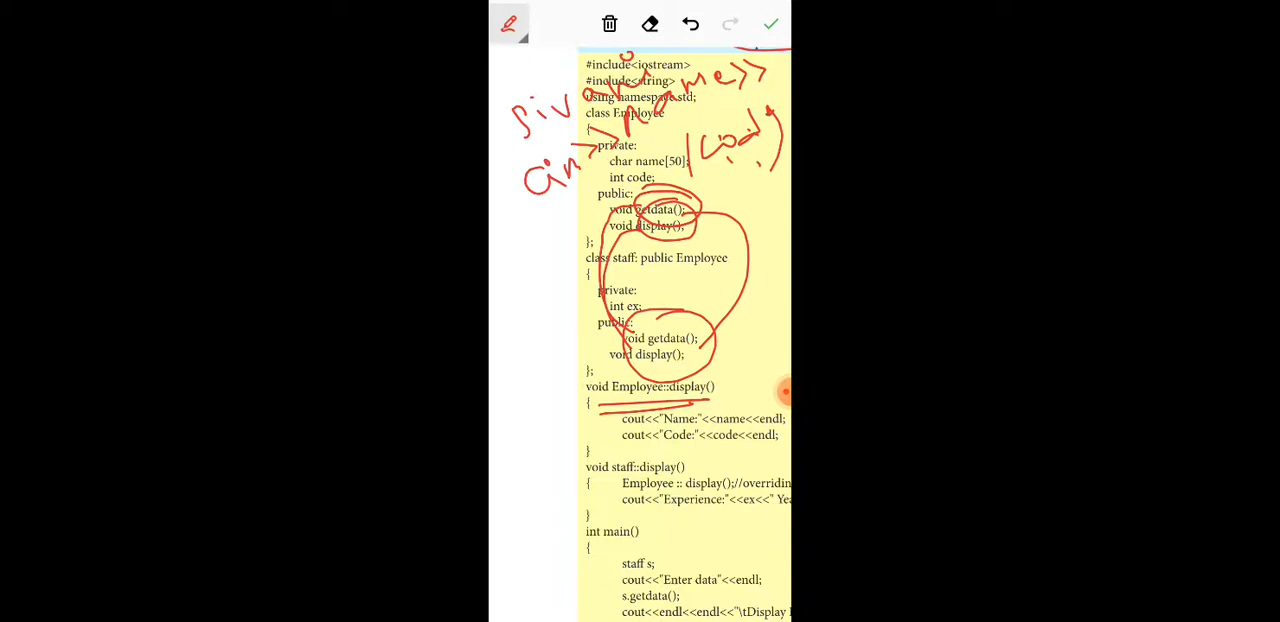 #include<iostream>
#include<string>
using namespace std;
class Employee
{
private:
char name[50];
int code;
public:
void getdata();
void display();
};
class staff: public Employee
{
private:
int ex;
public:
void getdata();
void display();
};
void Employee::display()
{
cout<<"Name:"<<name<<endl;
cout<<"Code:"<<code<<endl;
}
void staff::display()
{ Employee :: display();//overridin
cout<<"Experience:"<<ex<<" Yea
}
int main()
{
staff s;
cout<<"Enter data"<<endl;
s.getdata();
cout<<endl<<endl<<"\tDisplay
cin>>name>>